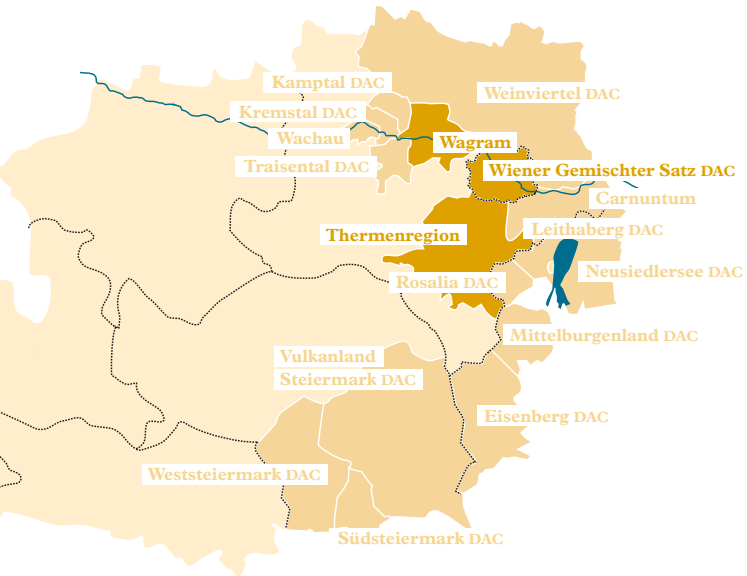 Kamptal DAC
Weinviertel DAC
Kremstal DAC
Wachau
Wagram
Traisental DAC
Wiener Gemischter Satz DAC
Carnuntum
Thermenregion
Leithaberg DAC
Neusiedlersee DAC
Rosalia DAC
Mittelburgenland DAC
Vulkanland
Steiermark DAC
Eisenberg DAC
Weststeiermark DAC
Südsteiermark DAC